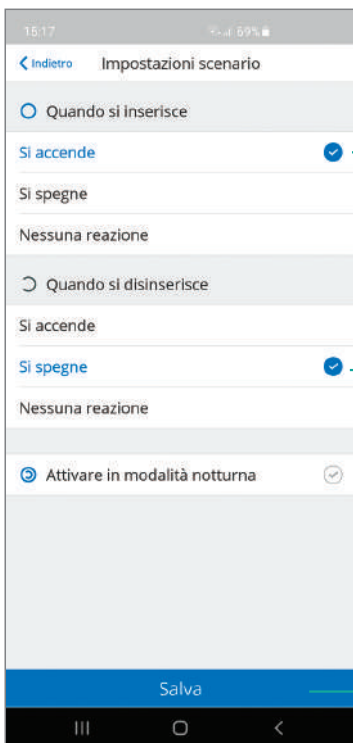 15:17 69%
Indietro Impostazioni scenario
Quando si inserisce
Si accende
Si spegne
Nessuna reazione
Quando si disinserisce
Si accende
Si spegne
Nessuna reazione
Attivare in modalità notturna
Salva